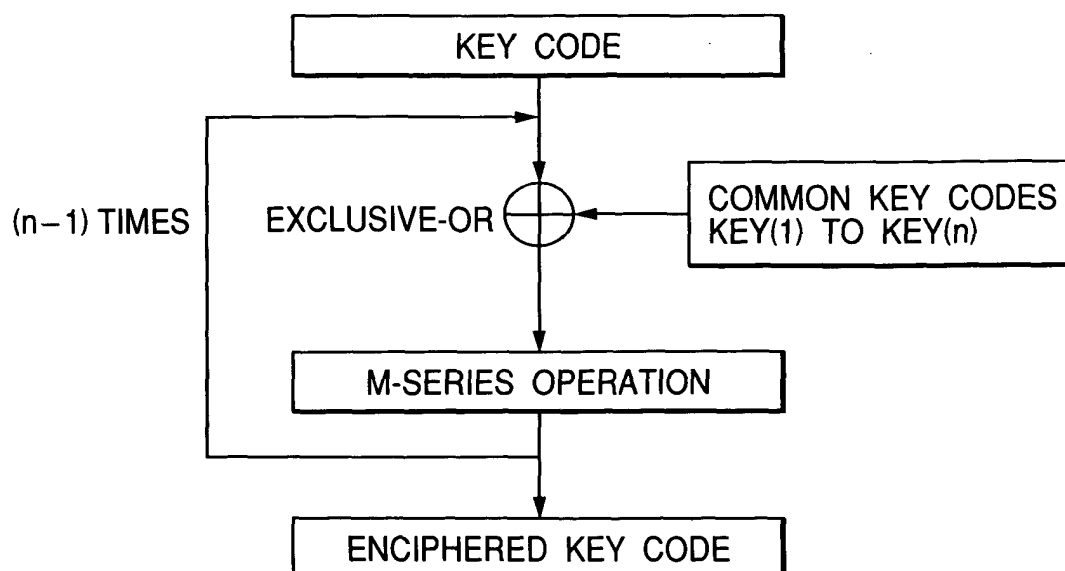 KEY CODE
COMMON KEY CODES
KEY(1) TO KEY(n)
(n−1) TIMES
EXCLUSIVE-OR
M-SERIES OPERATION
ENCIPHERED KEY CODE